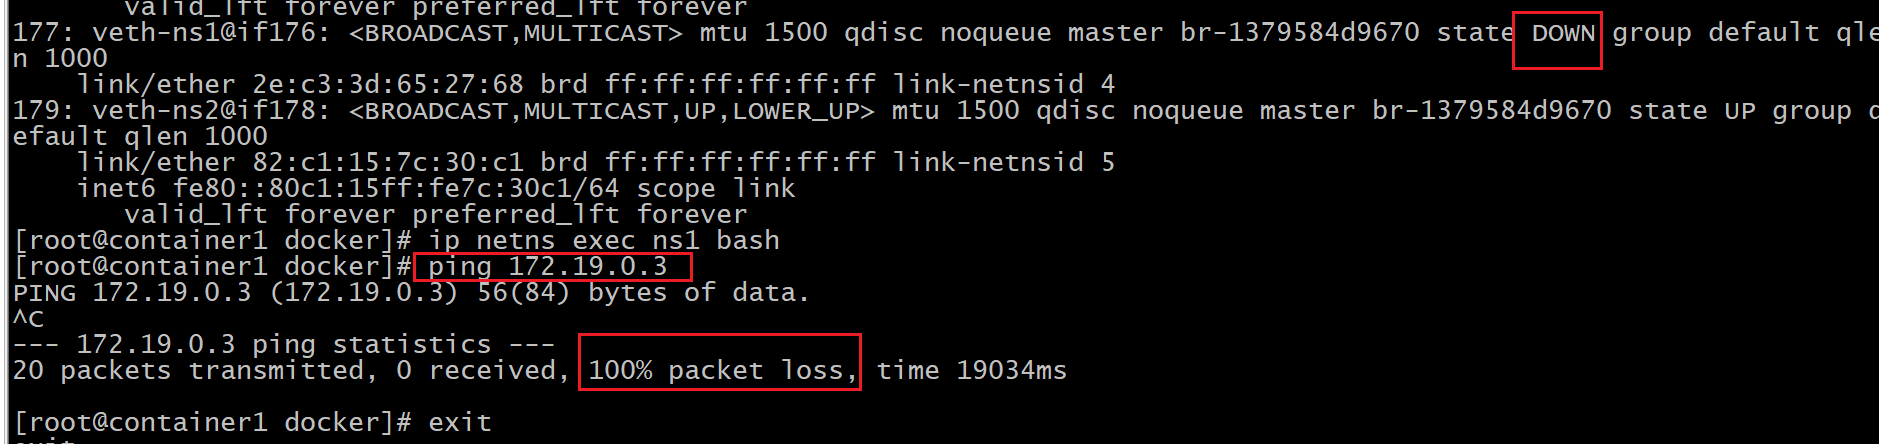 valid_lft forever preferred_lft forever
177: veth-ns1@if176: <BROADCAST,MULTICAST> mtu 1500 qdisc noqueue master br-1379584d9670 state DOWN group default qle
n 1000
link/ether 2e:c3:3d:65:27:68 brd ff:ff:ff:ff:ff:ff link-netnsid 4
179: veth-ns2@if178: <BROADCAST,MULTICAST,UP,LOWER_UP> mtu 1500 qdisc noqueue master br-1379584d9670 state UP group d
efault qlen 1000
link/ether 82:c1:15:7c:30:c1 brd ff:ff:ff:ff:ff:ff link-netnsid 5
inet6 fe80::80c1:15ff:fe7c:30c1/64 scope link
valid_lft forever preferred_lft forever
[root@container1 docker]# ip netns exec ns1 bash
[root@container1 docker]# ping 172.19.0.3
PING 172.19.0.3 (172.19.0.3) 56(84) bytes of data.
^C
--- 172.19.0.3 ping statistics ---
20 packets transmitted, 0 received, 100% packet loss, time 19034ms
[root@container1 docker]# exit
exit